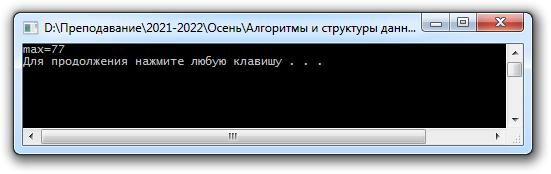 D:\Преподавание\2021-2022\Осень\Алгоритмы и структуры данн...
max=77
Для продолжения нажмите любую клавишу . . .